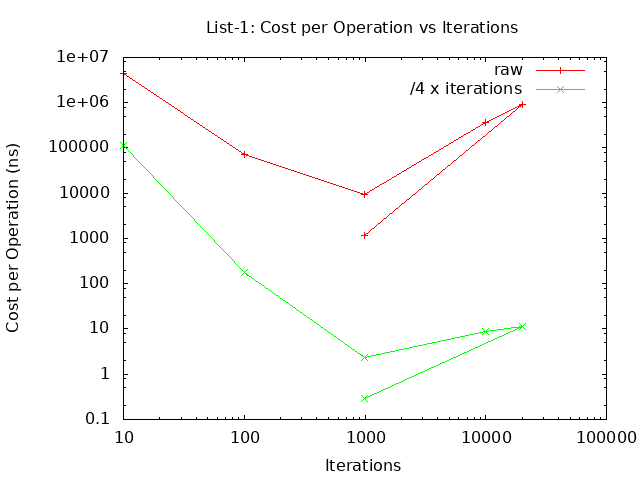 List-1: Cost per Operation vs Iterations
Cost per Operation (ns)
1e+07
1e+06
100000
10000
1000
100
10
1
0.1
raw
/4 x iterations
10 100 1000 10000 100000
Iterations